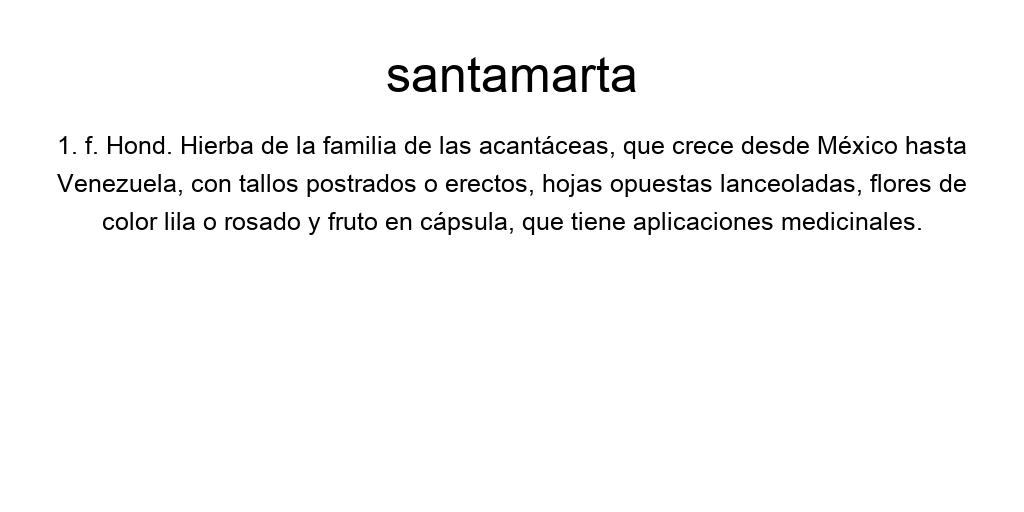 santamarta
1. f. Hond. Hierba de la familia de las acantáceas, que crece desde México hasta
Venezuela, con tallos postrados o erectos, hojas opuestas lanceoladas, flores de
color lila o rosado y fruto en cápsula, que tiene aplicaciones medicinales.